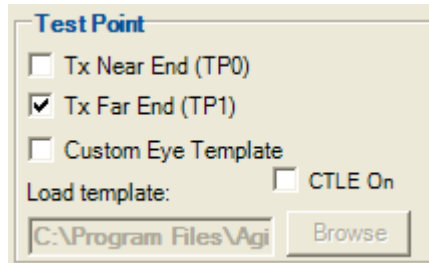 Test Point
Tx Near End (TP0)
Tx Far End (TP1)
Custom Eye Template
CTLE On
Load template:
C:\Program Files\Agi
Browse